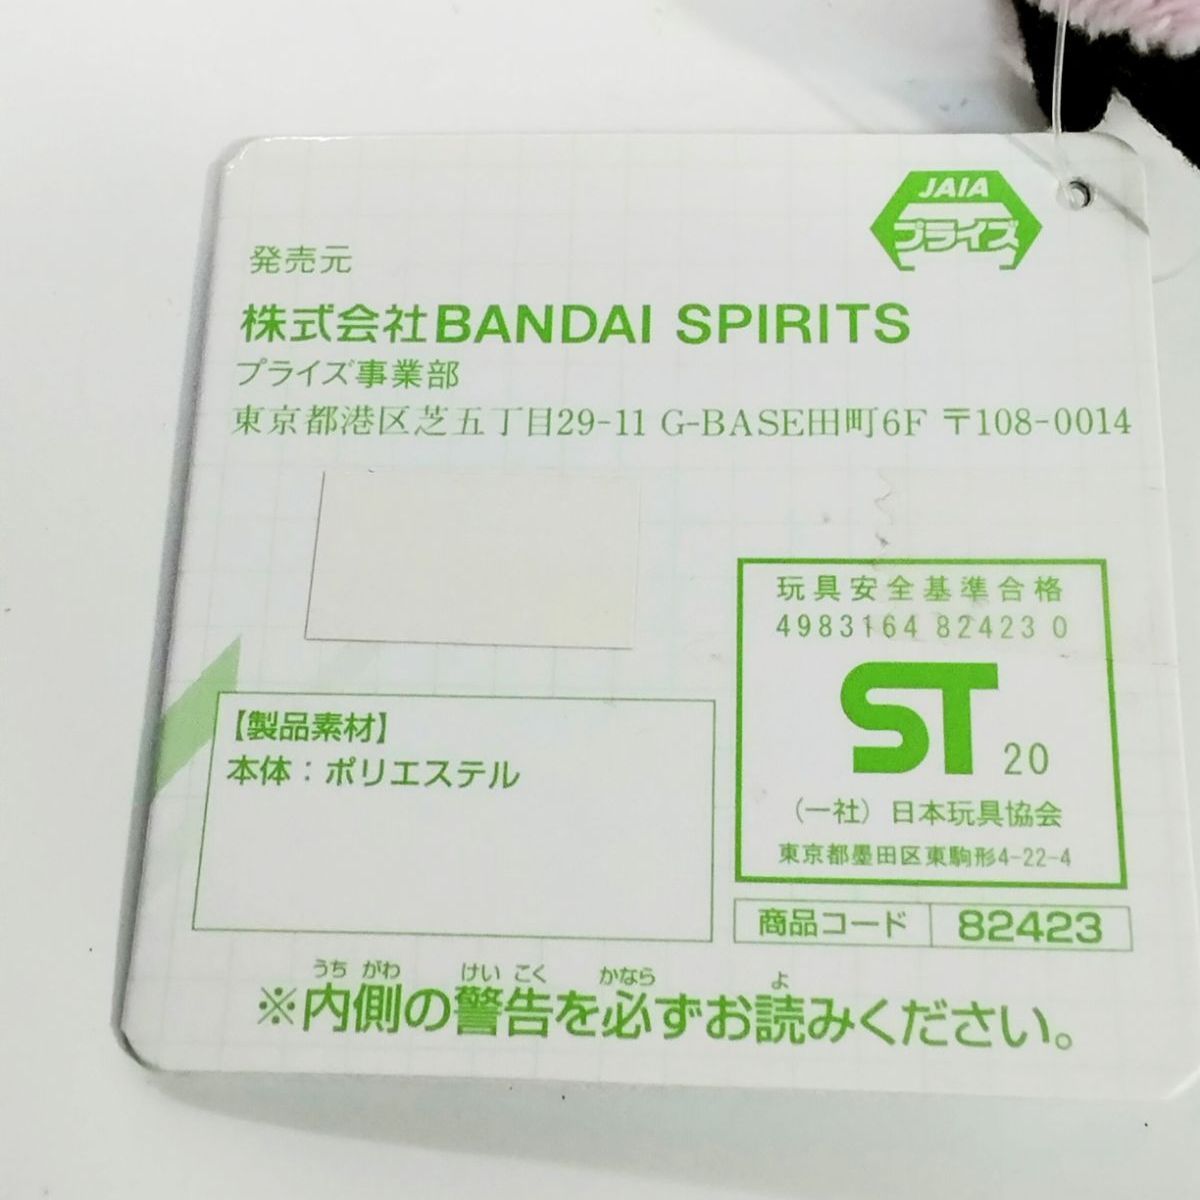 JAIA
プライズ
発売元
株式会社BANDAI SPIRITS
プライズ事業部
東京都港区芝五丁目29-11 G-BASE田町6F 〒108-0014
玩具安全基準合格
4983164 824230
ST 20
(一社)日本玩具協会
東京都墨田区東駒形4-22-4
【製品素材】
本体:ポリエステル
商品コード 82423
うち がわ けい こく かなら よ
※内側の警告を必ずお読みください。